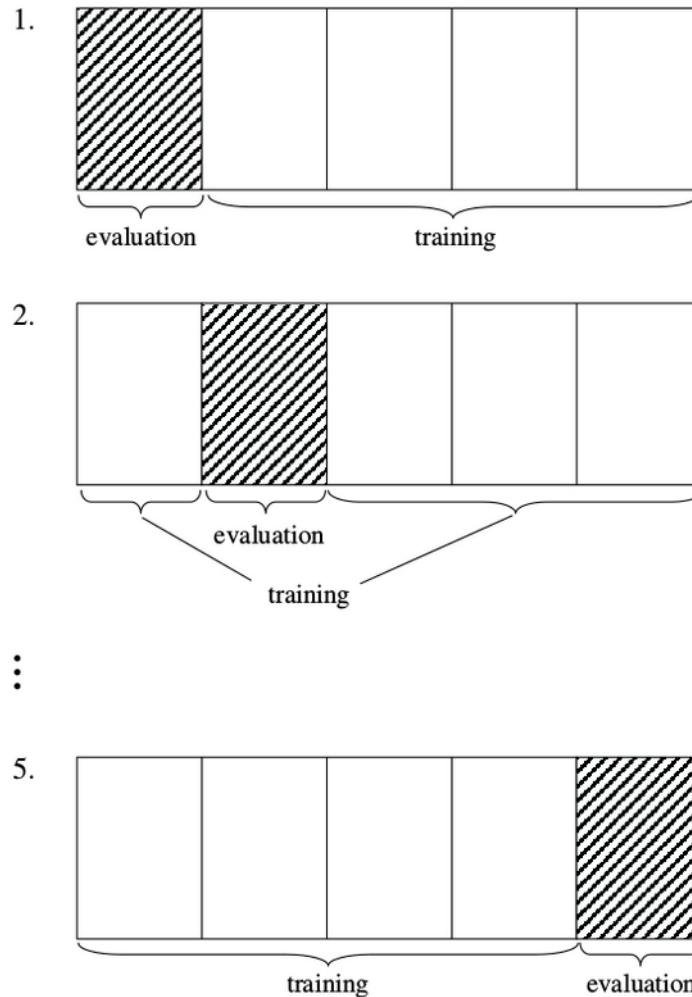 1.
evaluation training
2.
evaluation
training
⋮
5.
training evaluation